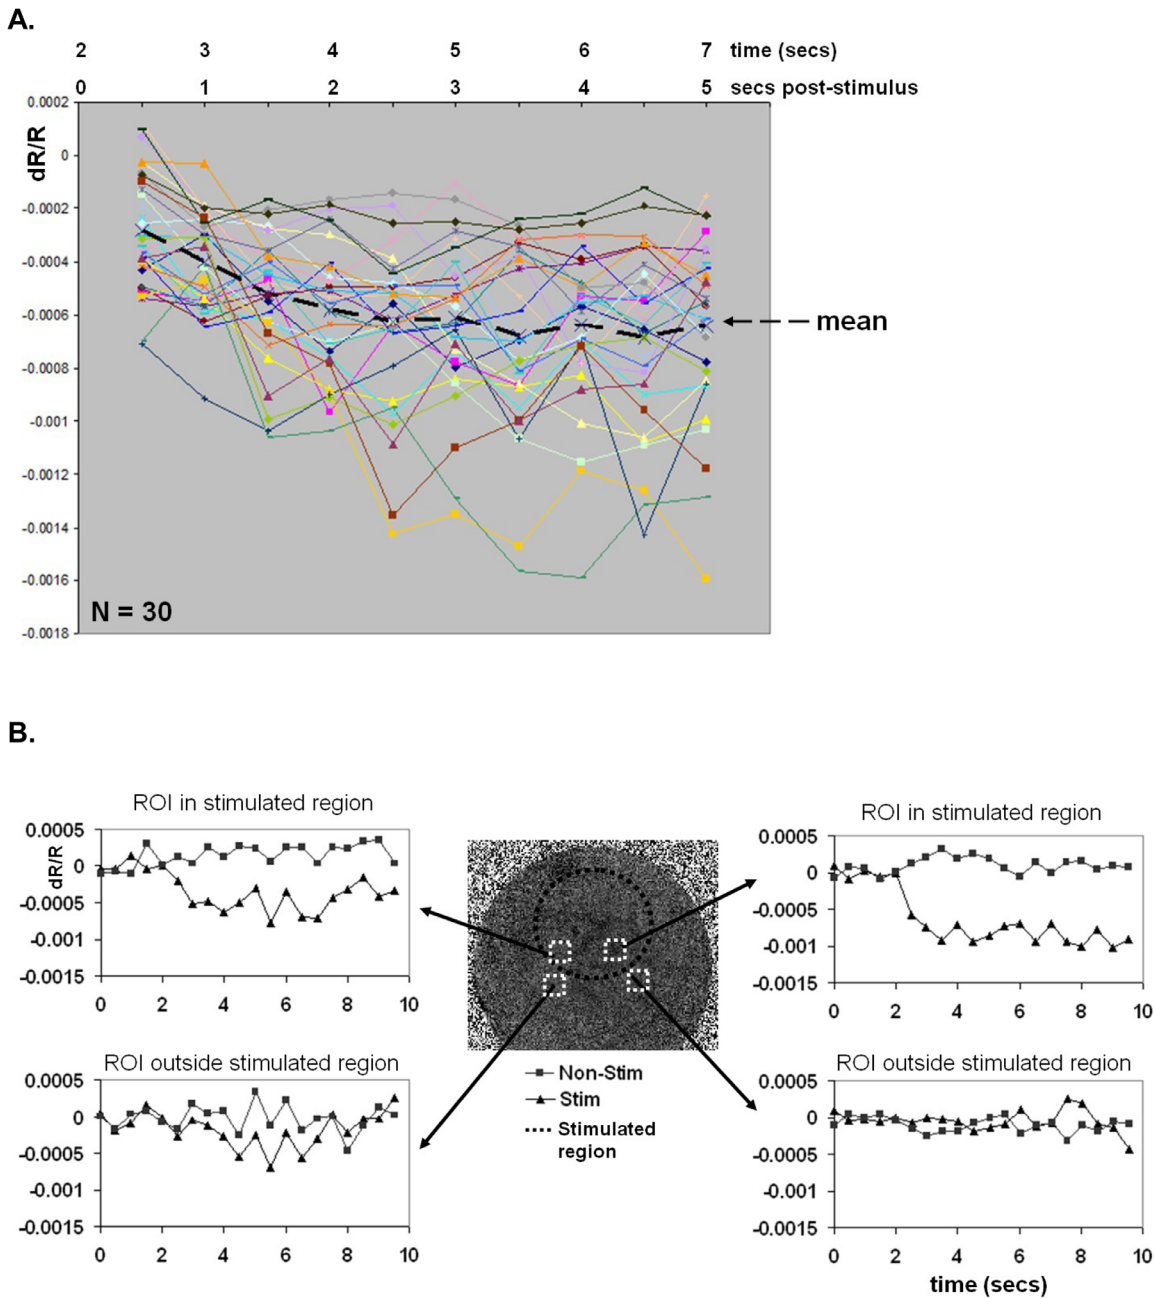 A.
2 3 4 5 6 7 time (secs)
0 1 2 3 4 5 secs post-stimulus
dR/R
0.0002
0
-0.0002
-0.0004
-0.0006
-0.0008
-0.001
-0.0012
-0.0014
-0.0016
-0.0018
mean
N = 30
B.
ROI in stimulated region
dR/R
0.0005
0
-0.0005
-0.001
-0.0015
0 2 4 6 8 10
ROI in stimulated region
0.0005
0
-0.0005
-0.001
-0.0015
0 2 4 6 8 10
Non-Stim
Stim
Stimulated
region
ROI outside stimulated region
0.0005
0
-0.0005
-0.001
-0.0015
0 2 4 6 8 10
ROI outside stimulated region
0.0005
0
-0.0005
-0.001
-0.0015
0 2 4 6 8 10
time (secs)